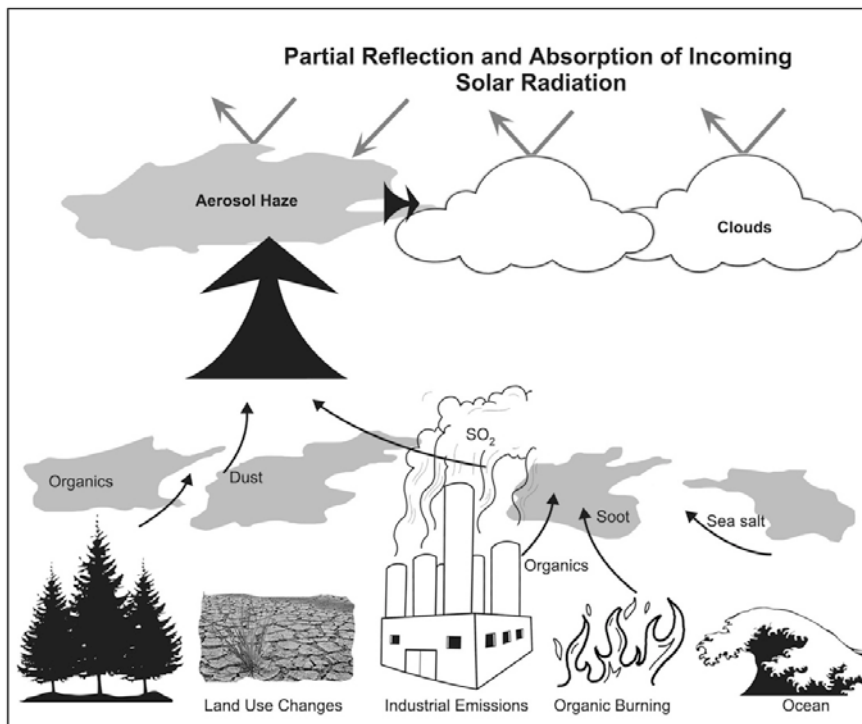 Partial Reflection and Absorption of Incoming
Solar Radiation
Aerosol Haze
Clouds
SO₂
Organics
Dust
Soot
Sea salt
Organics
Land Use Changes
Industrial Emissions
Organic Burning
Ocean